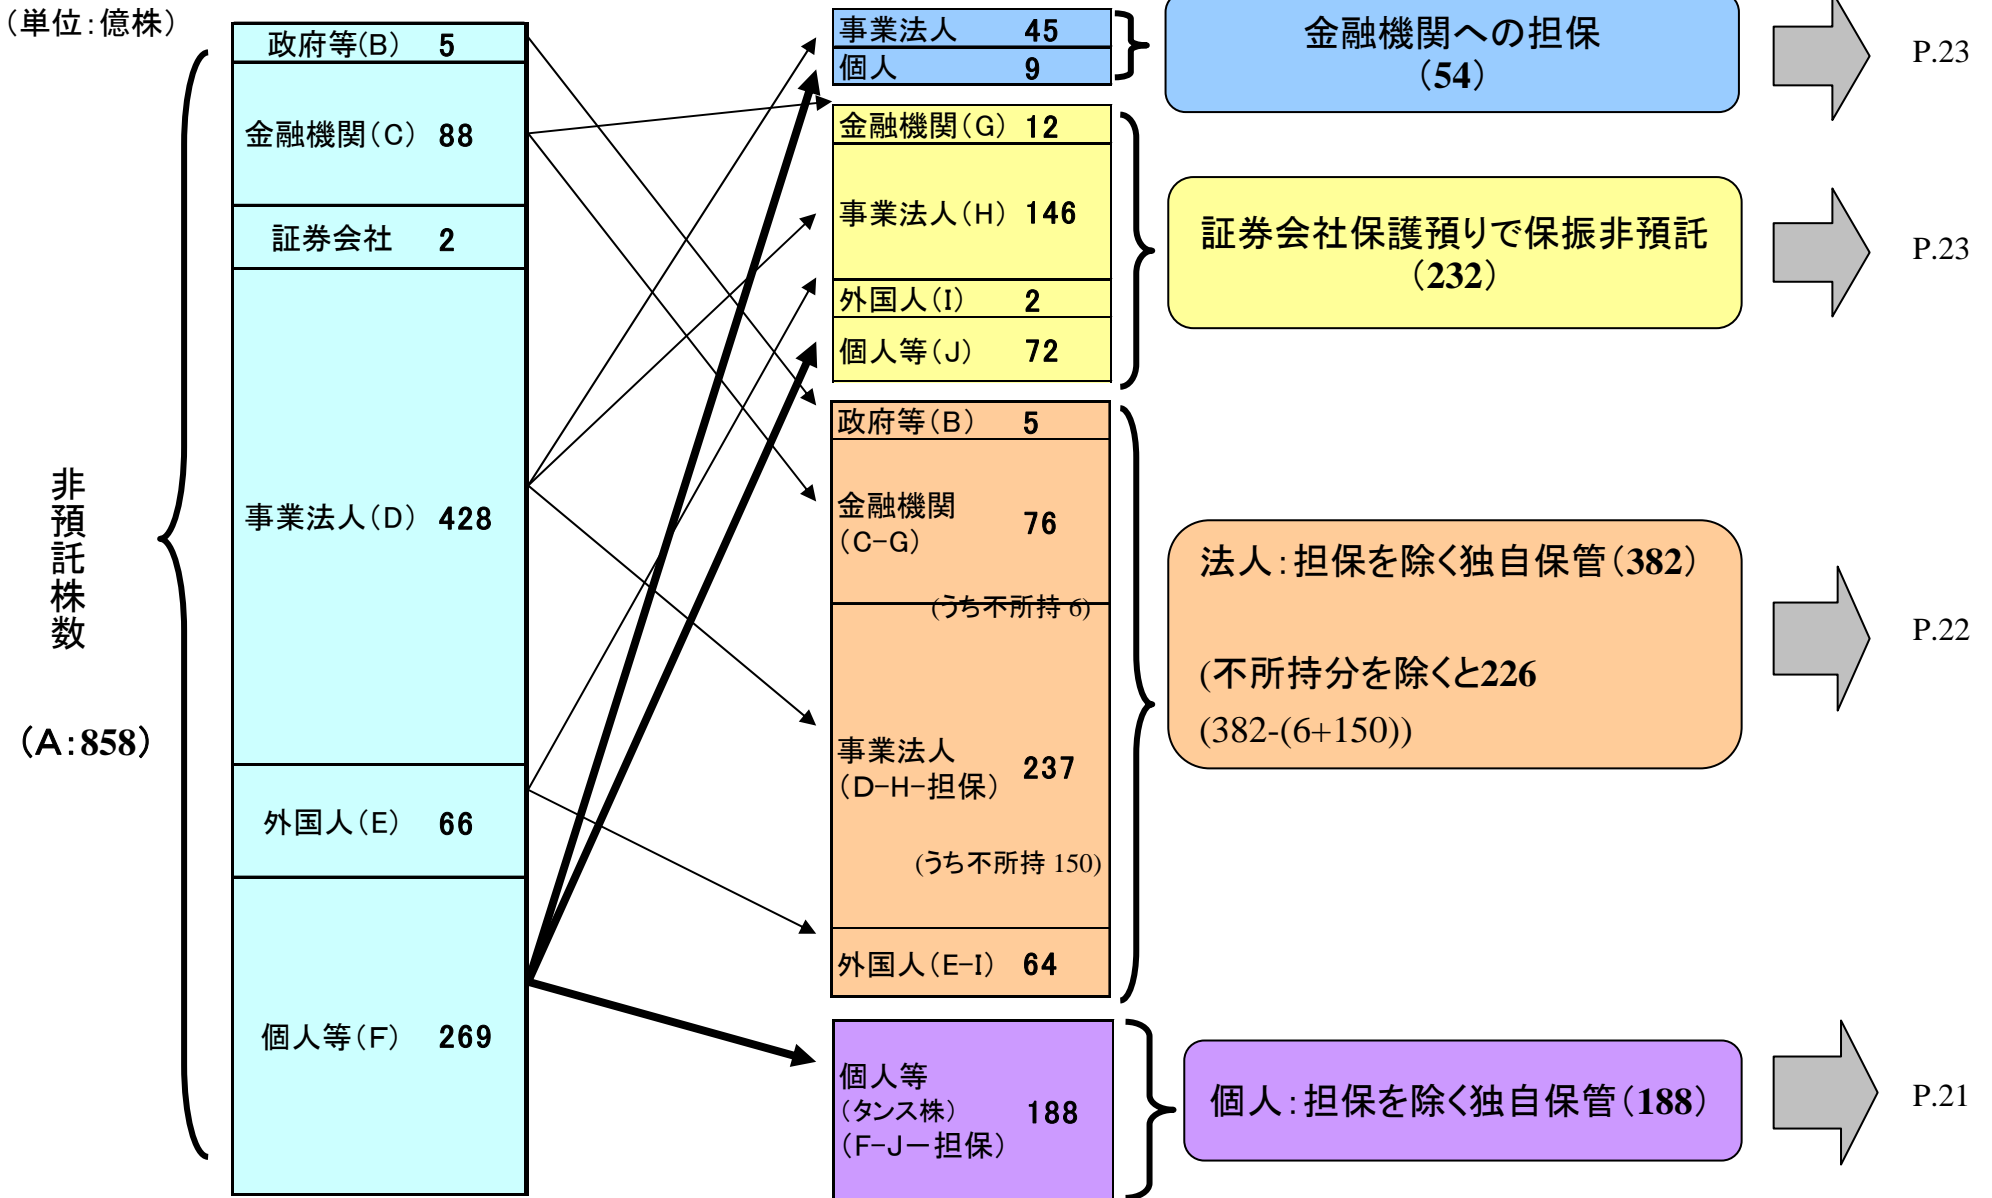 （単位：億株）
政府等(B) 5
金融機関(C) 88
証券会社 2
事業法人(D) 428
外国人(E) 66
個人等(F) 269
非預託株数
（A：858）
事業法人 45
個人 9
金融機関(G) 12
事業法人(H) 146
外国人(I) 2
個人等(J) 72
政府等(B) 5
金融機関
(C-G) 76
(うち不所持 6)
事業法人
(D-H-担保) 237
(うち不所持 150)
外国人(E-I) 64
個人等
(タンス株)
(F-Jー担保) 188
金融機関への担保
（54）
証券会社保護預りで保振非預託
（232）
法人：担保を除く独自保管（382）
(不所持分を除くと226
(382-(6+150))
個人：担保を除く独自保管（188）
P.23
P.23
P.22
P.21